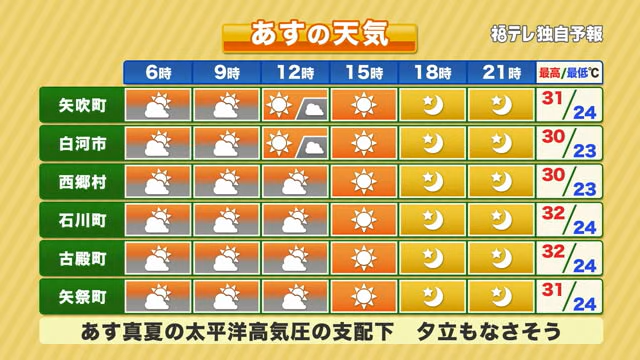 あすの天気
福テレ独自予報
6時 9時 12時 15時 18時 21時 最高/最低℃
矢吹町 31/24
白河市 30/23
西郷村 30/23
石川町 32/24
古殿町 32/24
矢祭町 31/24
あす真夏の太平洋高気圧の支配下 夕立もなさそう